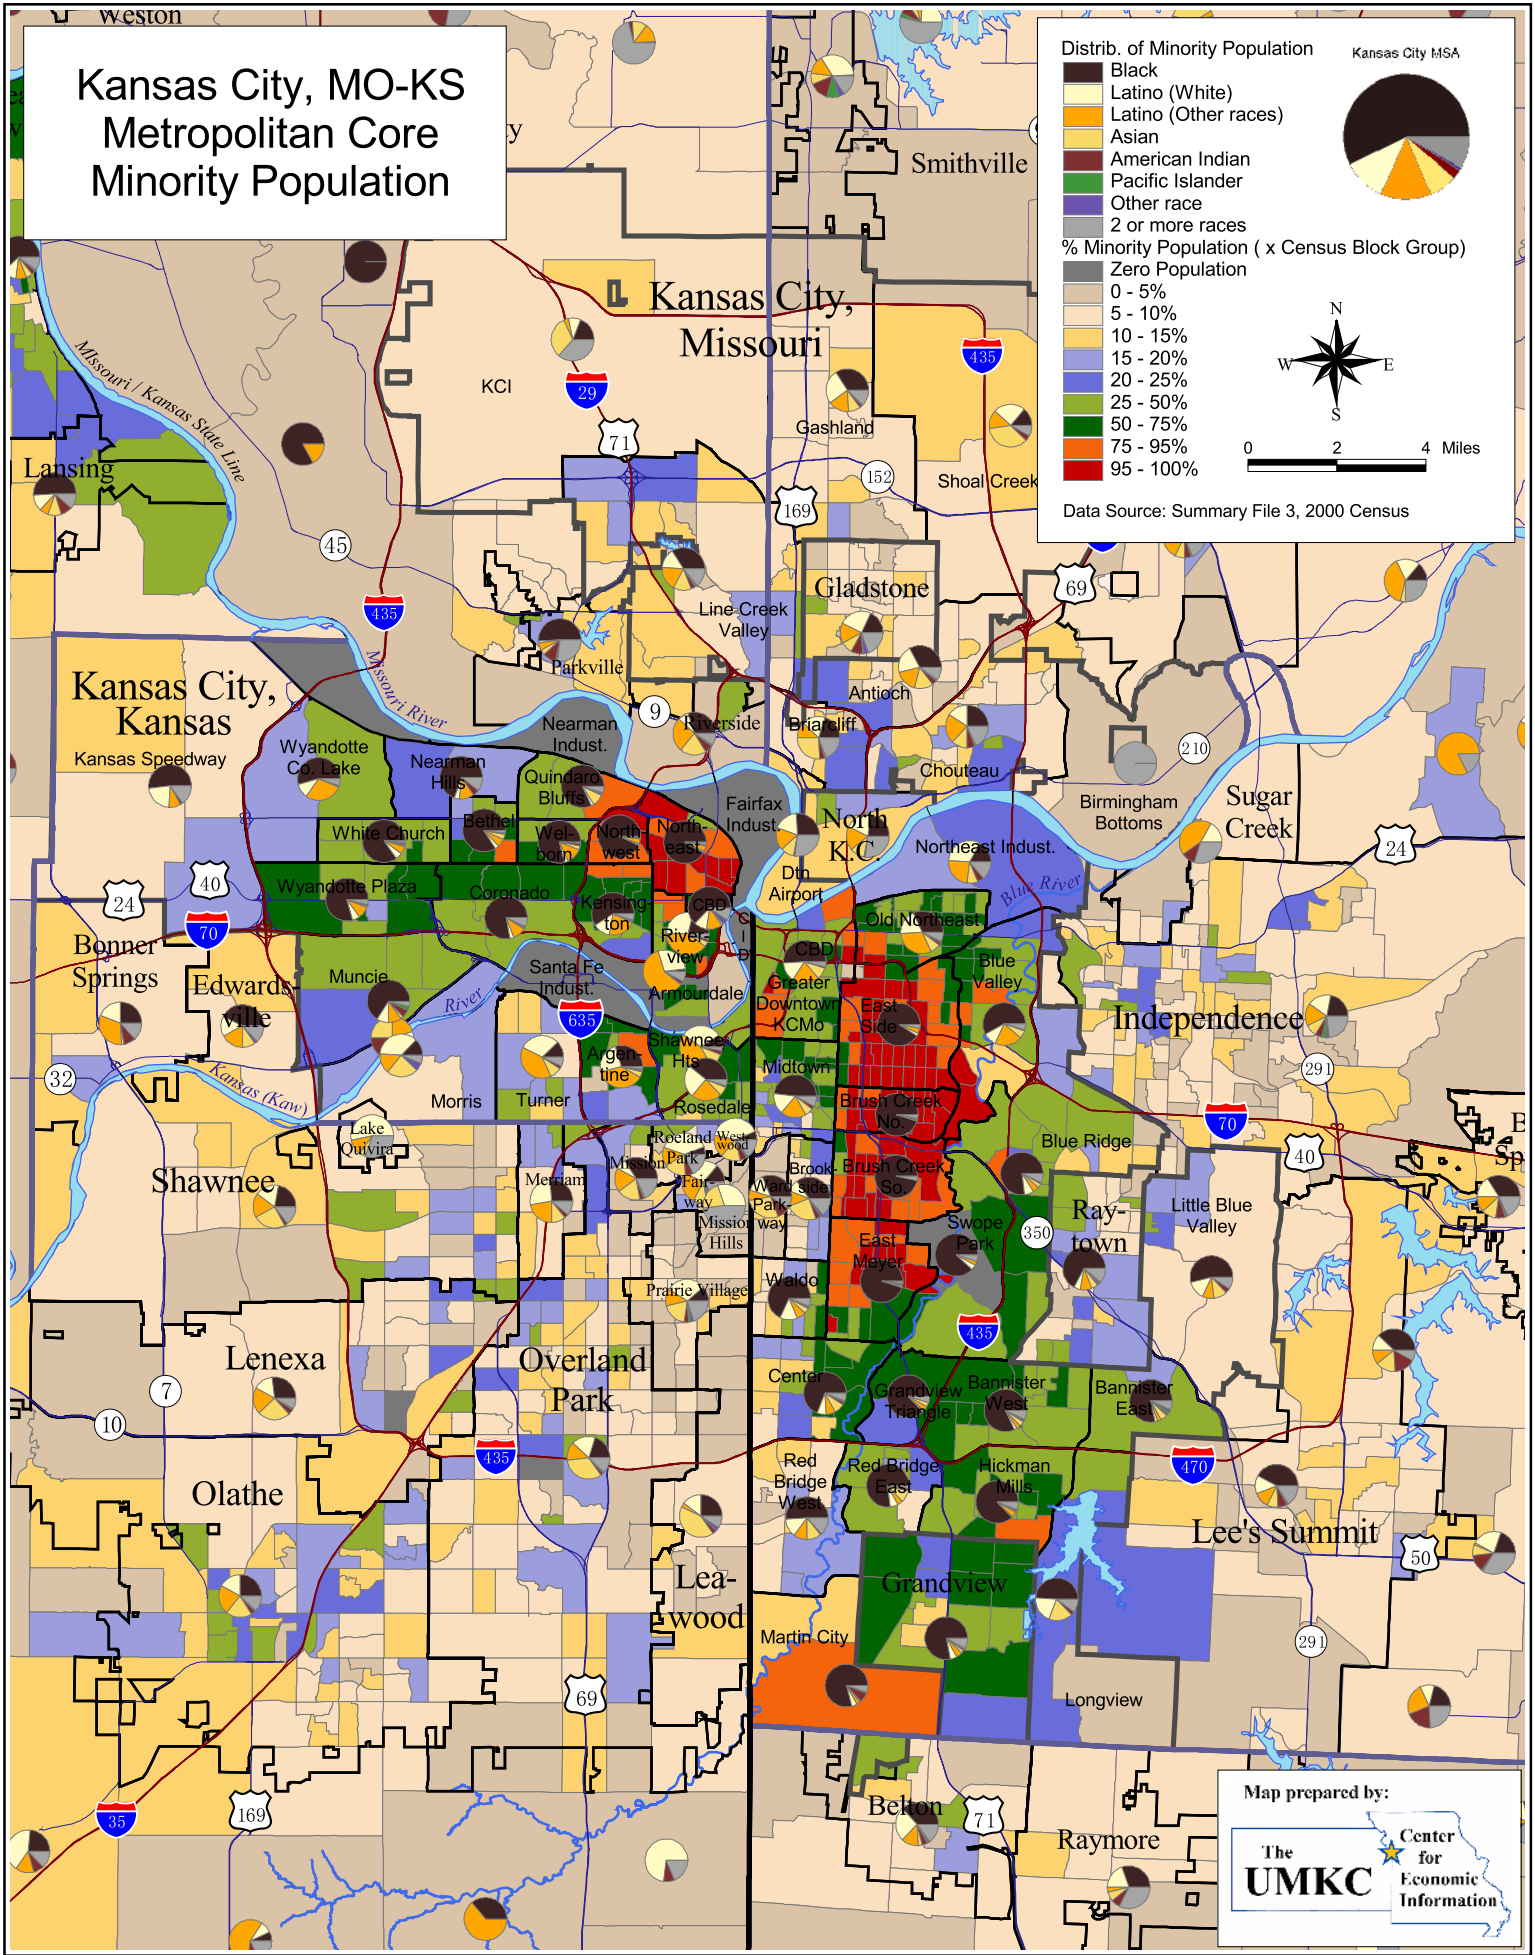 Weston
Kansas City, MO-KS
Metropolitan Core
Minority Population
Distrib. of Minority Population
Black
Latino (White)
Latino (Other races)
Asian
American Indian
Pacific Islander
Other race
2 or more races
% Minority Population ( x Census Block Group)
Zero Population
0 - 5%
5 - 10%
10 - 15%
15 - 20%
20 - 25%
25 - 50%
50 - 75%
75 - 95%
95 - 100%
Kansas City MSA
N
W E
S
0 2 4 Miles
Data Source: Summary File 3, 2000 Census
Smithville
Kansas City,
Missouri
KCI
29
435
71
Gashland
152
Shoal Creek
169
MIssouri / Kansas State Line
Lansing
45
435
Gladstone
69
Line Creek
Valley
Parkville
Missouri River
Kansas City,
Kansas
Kansas Speedway
Antioch
9
Riverside
Briarcliff
Nearman
Indust.
210
Wyandotte
Co. Lake
Nearman
Hills
Quindaro
Bluffs
Chouteau
Fairfax
Indust.
Birmingham
Bottoms
Sugar
Creek
North
K.C.
White Church
Bethel
Wel-
born
North-
west
North-
east
Northeast Indust.
24
40
24
Wyandotte Plaza
Coronado
Kensing-
ton
CBD
Dtn
Airport
Blue River
70
C
I
D
Old Northeast
River-
view
CBD
Bonner
Springs
Edwards-
ville
Muncie
River
Santa Fe
Indust.
Armourdale
Greater
Downtown
KCMo
East
Side
Blue
Valley
Independence
635
Argen-
tine
Shawnee
Hts
Midtown
32
Kansas (Kaw)
291
Morris
Turner
Rosedale
Brush Creek
No.
70
Lake
Quivira
Roeland
Park
West-
wood
Blue Ridge
40
Shawnee
Merriam
Mission
Fair-
way
Ward
Park-
way
Brook-
side
Brush Creek
So.
B
Sp
Mission
Hills
Swope
Park
350
Ray-
town
Little Blue
Valley
East
Meyer
Prairie Village
Waldo
435
Lenexa
Overland
Park
7
10
Center
Grandview
Triangle
Bannister
West
Bannister
East
435
470
Olathe
Red
Bridge
West
Red Bridge
East
Hickman
Mills
Lee's Summit
50
Lea-
wood
Grandview
Martin City
291
69
Longview
35
169
Belton
71
Raymore
Map prepared by:
The
UMKC
Center
for
Economic
Information